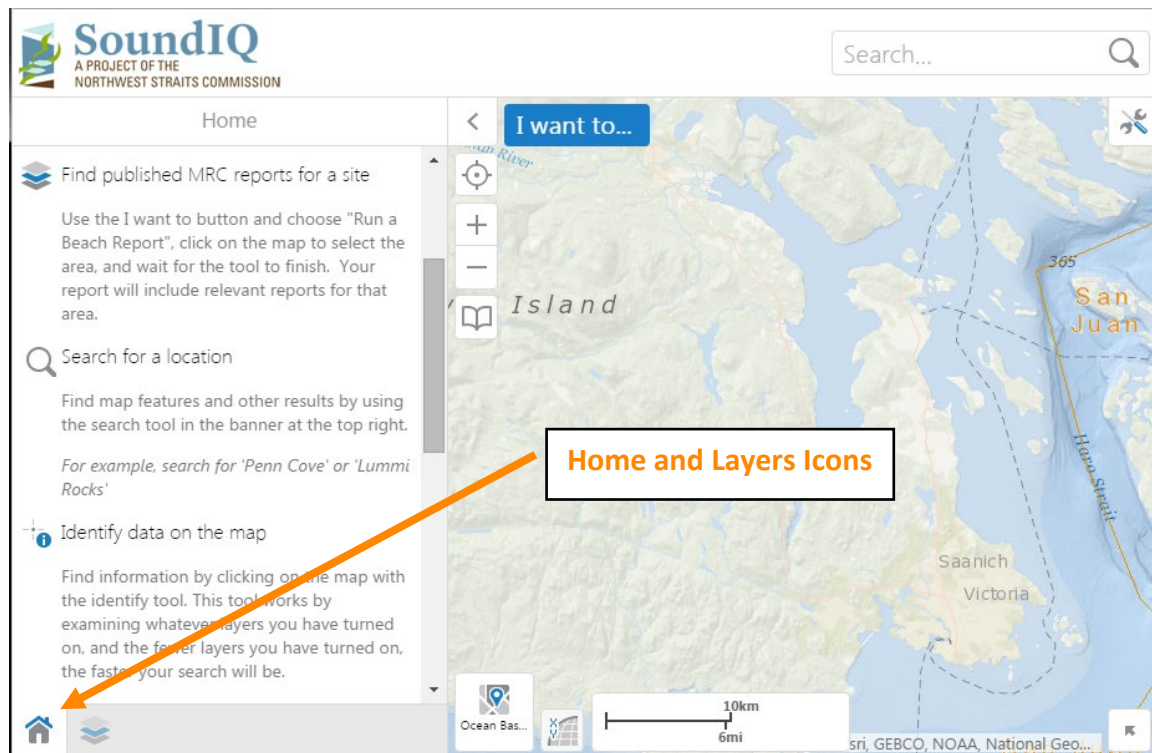 SoundIQ
A PROJECT OF THE
NORTHWEST STRAITS COMMISSION
Search...
Home
I want to...
Find published MRC reports for a site
Use the I want to button and choose "Run a
Beach Report", click on the map to select the
area, and wait for the tool to finish. Your
report will include relevant reports for that
area.
Search for a location
Find map features and other results by using
the search tool in the banner at the top right.
For example, search for 'Penn Cove' or 'Lummi
Rocks'
Identify data on the map
Find information by clicking on the map with
the identify tool. This tool works by
examining whatever layers you have turned
on, and the fewer layers you have turned on,
the faster your search will be.
River
Island
365
San
Juan
Home and Layers Icons
Haro Strait
Saanich
Victoria
Ocean Bas...
X
Y
10km
6mi
sri, GEBCO, NOAA, National Geo...